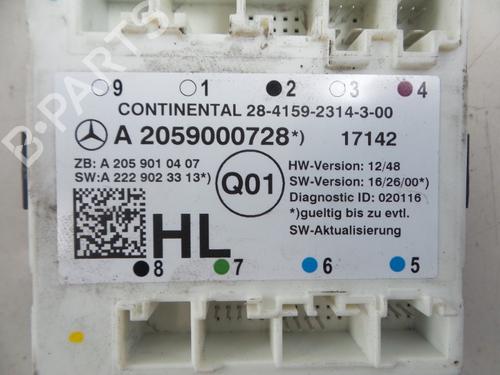 9 1 2 3 4
CONTINENTAL 28-4159-2314-3-00
A 2059000728*) 17142
ZB: A 205 901 04 07
SW:A 222 902 33 13*)
Q01
HW-Version: 12/48
SW-Version: 16/26/00*)
Diagnostic ID: 020116
*)gueltig bis zu evtl.
SW-Aktualisierung
HL
8 7 6 5
B-PARTS